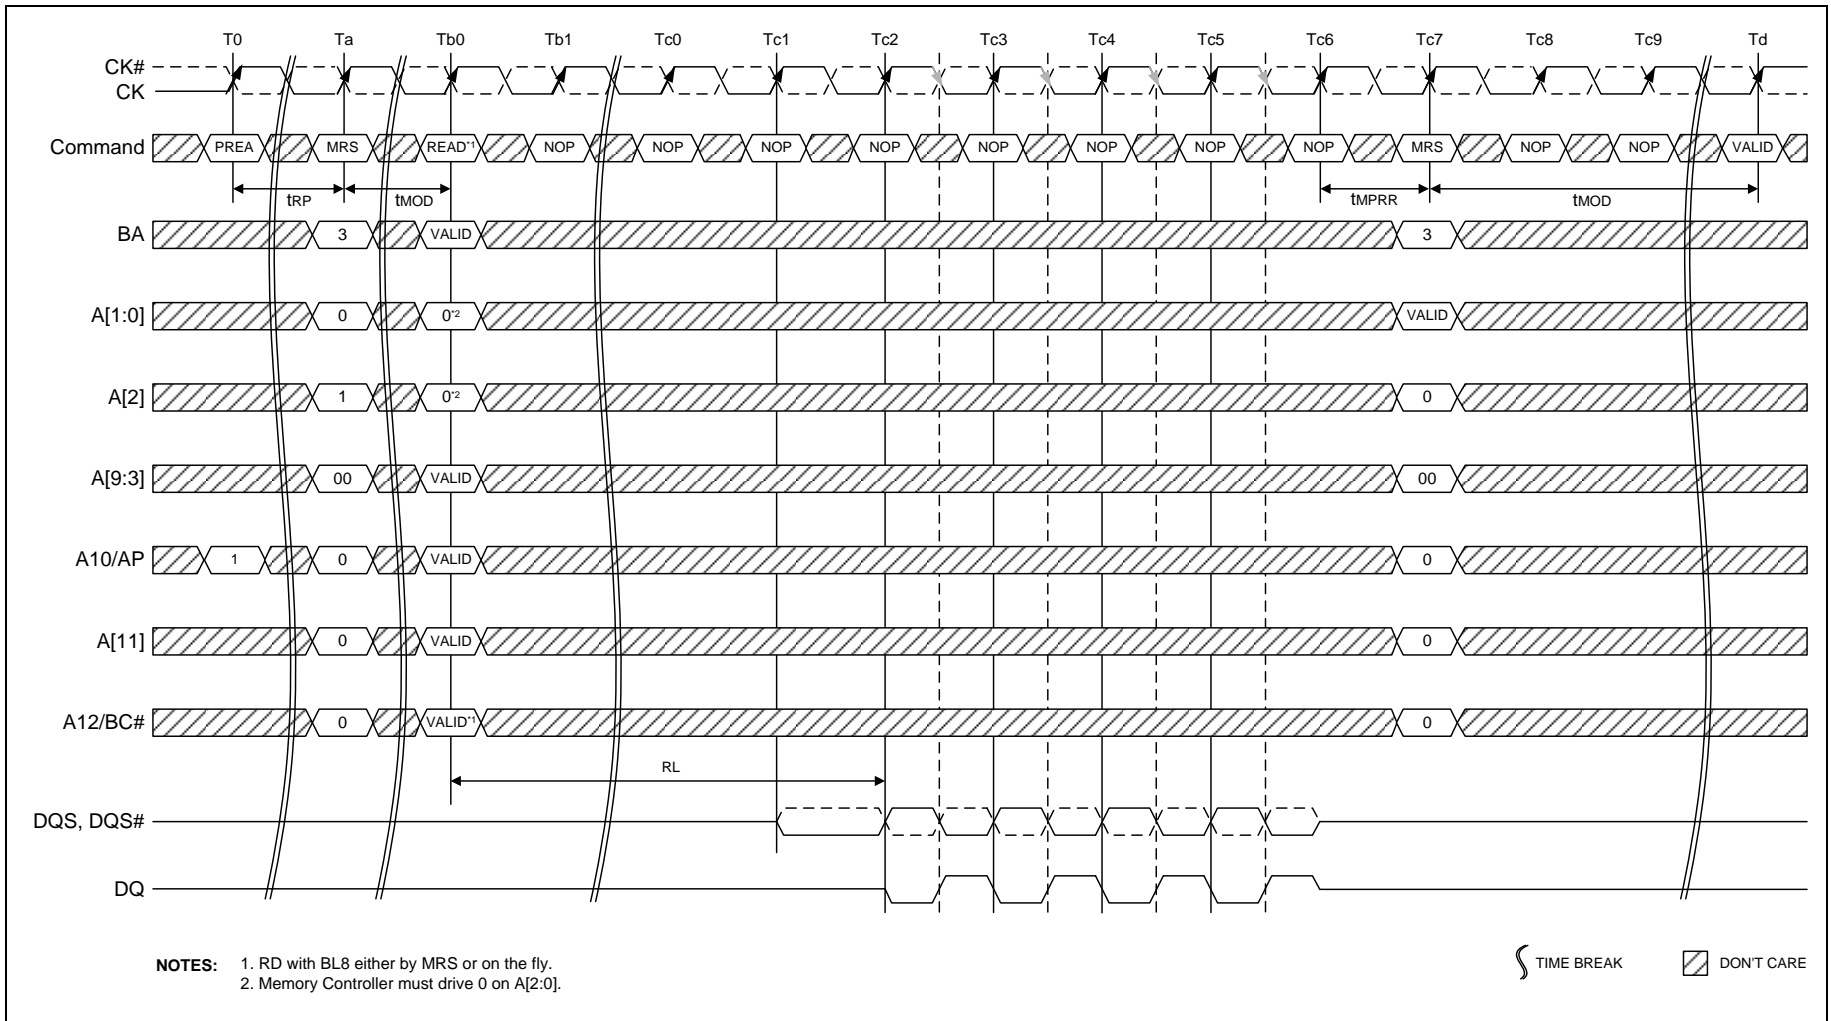 T0 Ta Tb0 Tb1 Tc0 Tc1 Tc2 Tc3 Tc4 Tc5 Tc6 Tc7 Tc8 Tc9 Td
CK#
CK
Command PREA MRS READ*1 NOP NOP NOP NOP NOP NOP NOP NOP MRS NOP NOP VALID
tRP tMOD tMPRR tMOD
BA 3 VALID 3
A[1:0] 0 0*2 VALID
A[2] 1 0*2 0
A[9:3] 00 VALID 00
A10/AP 1 0 VALID 0
A[11] 0 VALID 0
A12/BC# 0 VALID*1 0
RL
DQS, DQS#
DQ
NOTES: 1. RD with BL8 either by MRS or on the fly.
2. Memory Controller must drive 0 on A[2:0].
TIME BREAK DON'T CARE